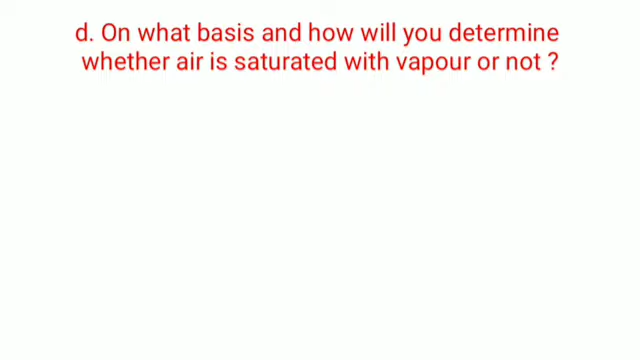 d. On what basis and how will you determine
whether air is saturated with vapour or not ?